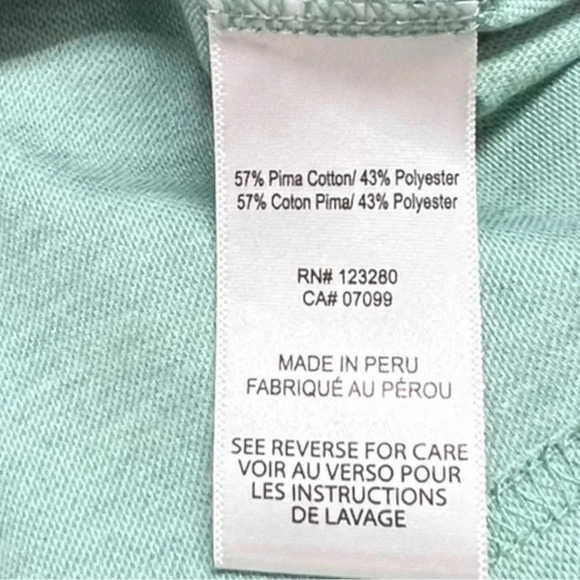 57% Pima Cotton/ 43% Polyester
57% Coton Pima/ 43% Polyester
RN# 123280
CA# 07099
MADE IN PERU
FABRIQUÉ AU PÉROU
SEE REVERSE FOR CARE
VOIR AU VERSO POUR
LES INSTRUCTIONS
DE LAVAGE